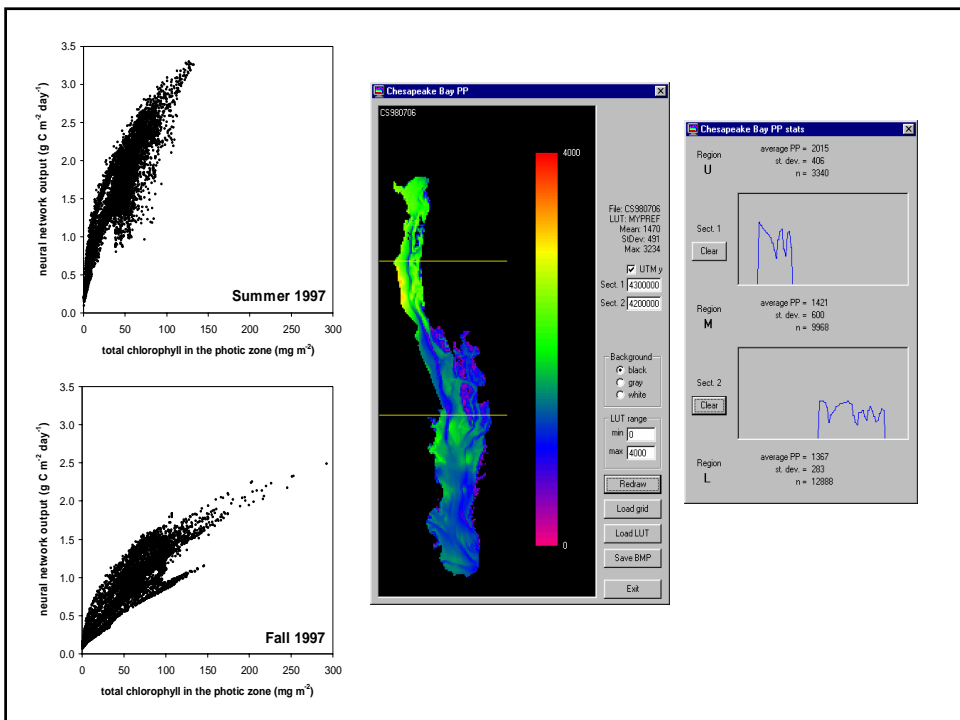 3.5
3.0
2.5
2.0
1.5
1.0
0.5
0.0
neural network output (g C m⁻² day⁻¹)
Summer 1997
0 50 100 150 200 250 300
total chlorophyll in the photic zone (mg m⁻²)
3.5
3.0
2.5
2.0
1.5
1.0
0.5
0.0
neural network output (g C m⁻² day⁻¹)
Fall 1997
0 50 100 150 200 250 300
total chlorophyll in the photic zone (mg m⁻²)
Chesapeake Bay PP
CS980706
4000
0
File: CS980706
LUT: MYPREF
Mean: 1470
StDev: 491
Max: 3234
UTM y
Sect. 1 4300000
Sect. 2 4200000
Background
black
gray
white
LUT range
min 0
max 4000
Redraw
Load grid
Load LUT
Save BMP
Exit
Chesapeake Bay PP stats
Region
U
average PP = 2015
st. dev. = 406
n = 3340
Sect. 1
Clear
Region
M
average PP = 1421
st. dev. = 600
n = 9968
Sect. 2
Clear
Region
L
average PP = 1367
st. dev. = 283
n = 12888